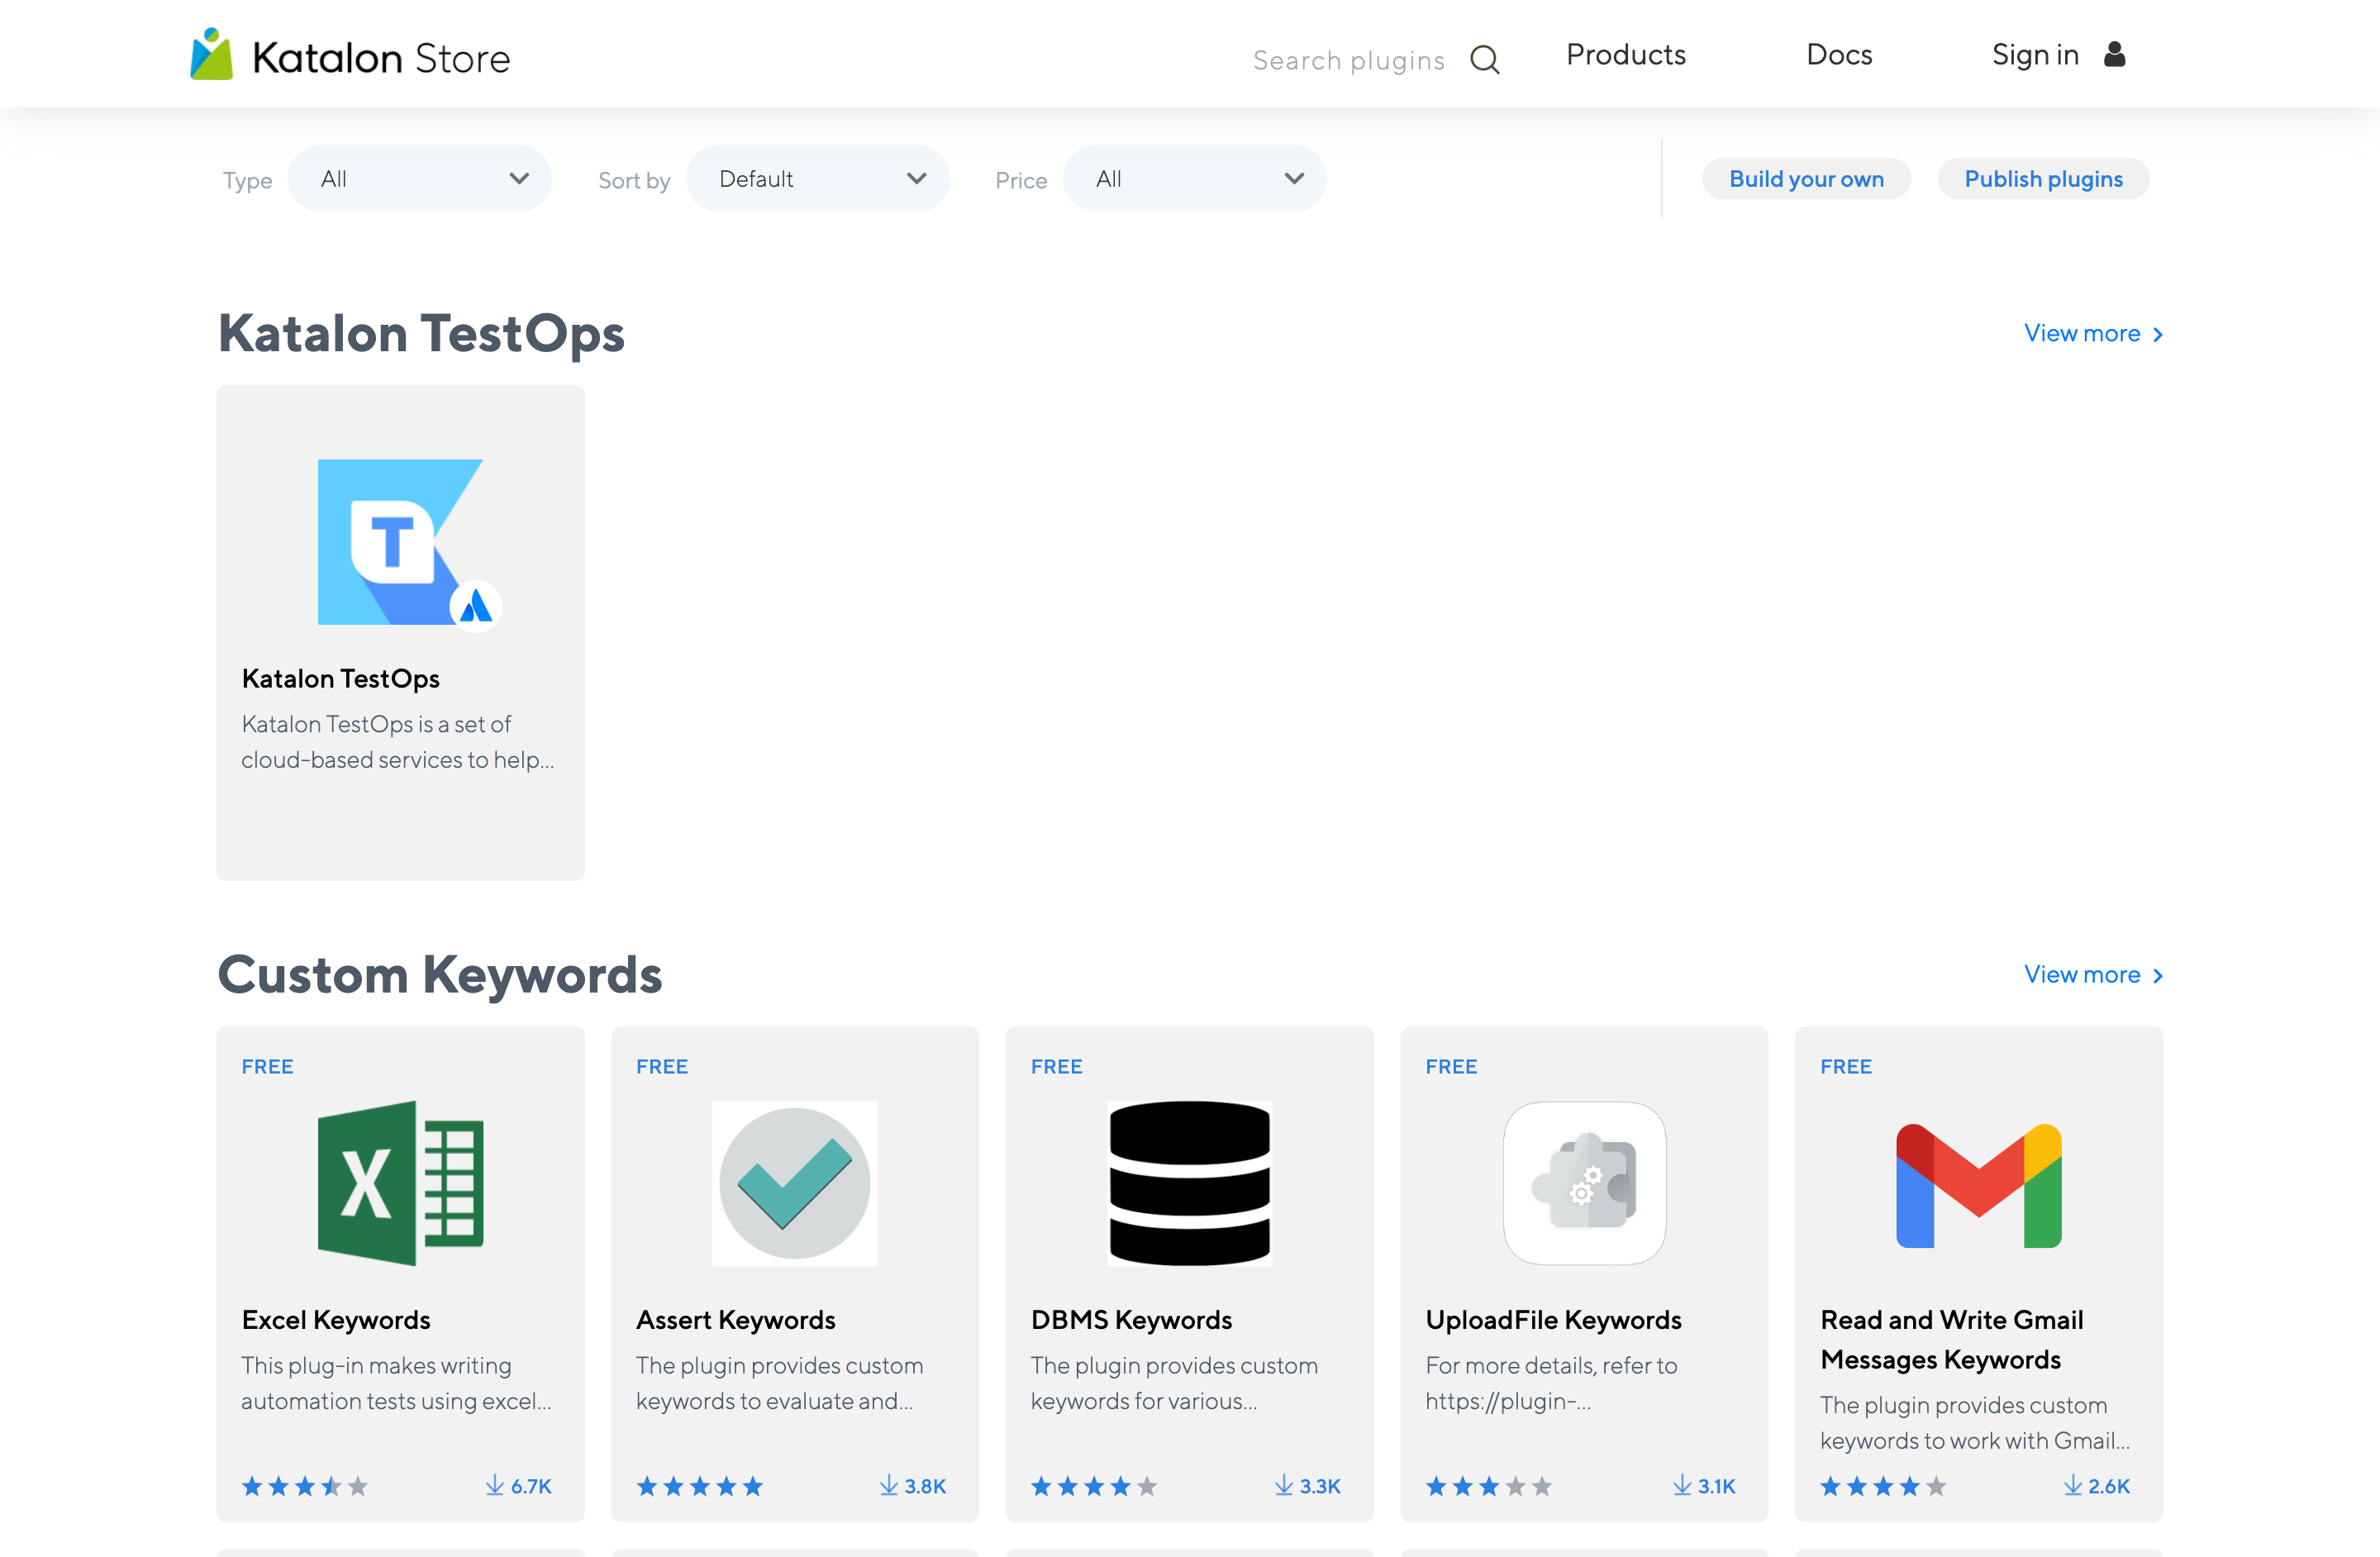 Katalon Store
Search plugins
Products
Docs
Sign in
Type
All
Sort by
Default
Price
All
Build your own
Publish plugins
Katalon TestOps
View more
T
Katalon TestOps
Katalon TestOps is a set of
cloud-based services to help...
Custom Keywords
View more
FREE
X
Excel Keywords
This plug-in makes writing
automation tests using excel...
6.7K
FREE
Assert Keywords
The plugin provides custom
keywords to evaluate and...
3.8K
FREE
DBMS Keywords
The plugin provides custom
keywords for various...
3.3K
FREE
UploadFile Keywords
For more details, refer to
https://plugin-...
3.1K
FREE
Read and Write Gmail
Messages Keywords
The plugin provides custom
keywords to work with Gmail...
2.6K